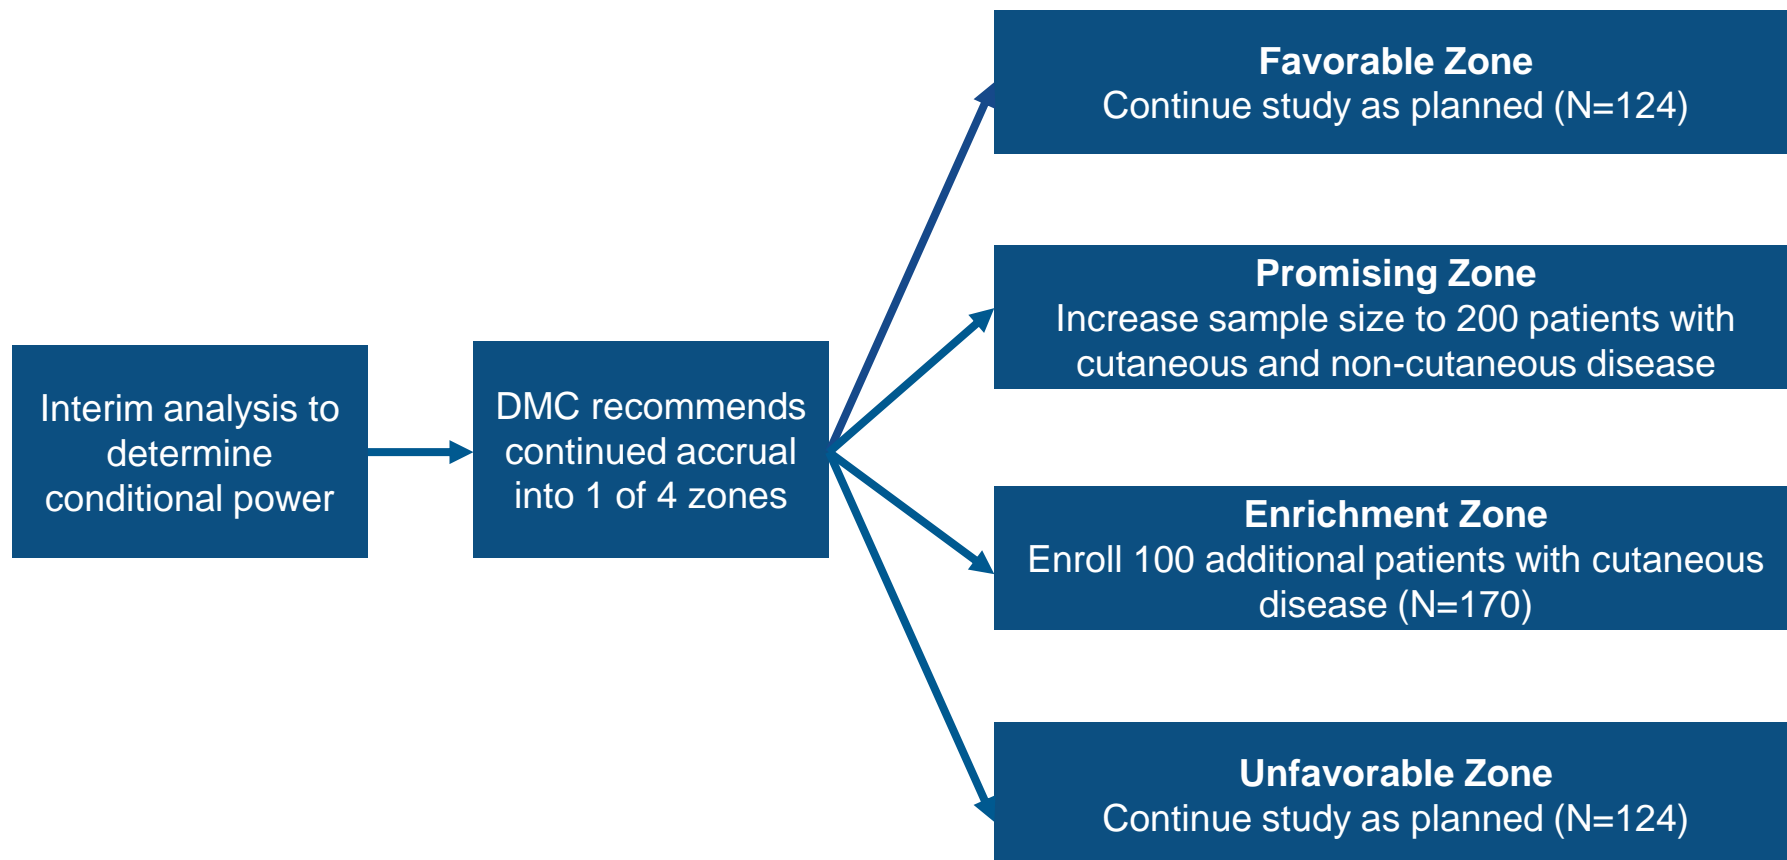 Interim analysis to
determine
conditional power
DMC recommends
continued accrual
into 1 of 4 zones
Favorable Zone
Continue study as planned (N=124)
Promising Zone
Increase sample size to 200 patients with
cutaneous and non-cutaneous disease
Enrichment Zone
Enroll 100 additional patients with cutaneous
disease (N=170)
Unfavorable Zone
Continue study as planned (N=124)